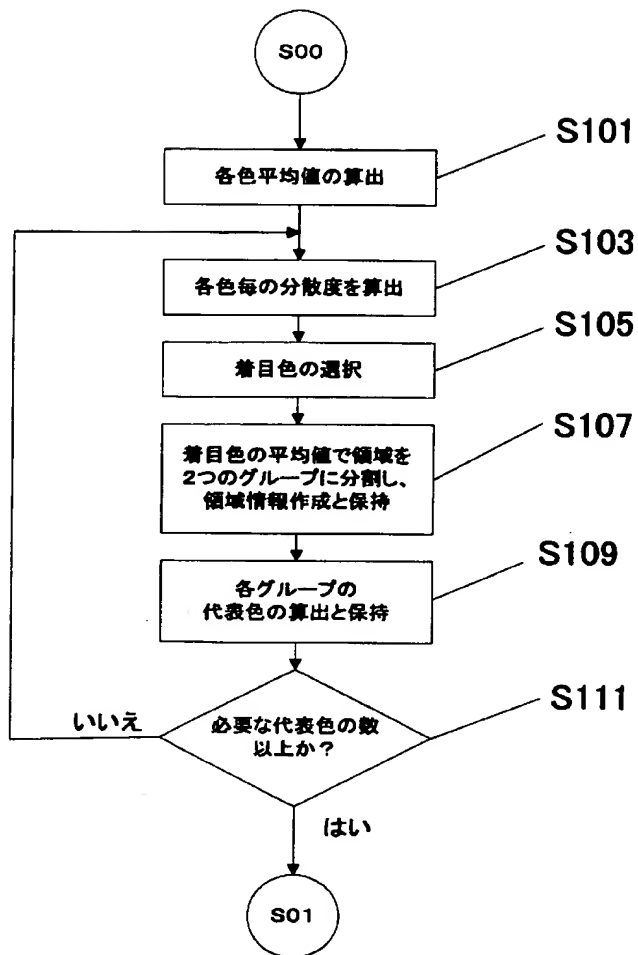 S00
S101
各色平均値の算出
S103
各色毎の分散度を算出
S105
着目色の選択
S107
着目色の平均値で領域を
2つのグループに分割し、
領域情報作成と保持
S109
各グループの
代表色の算出と保持
S111
いいえ
必要な代表色の数
以上か?
はい
S01